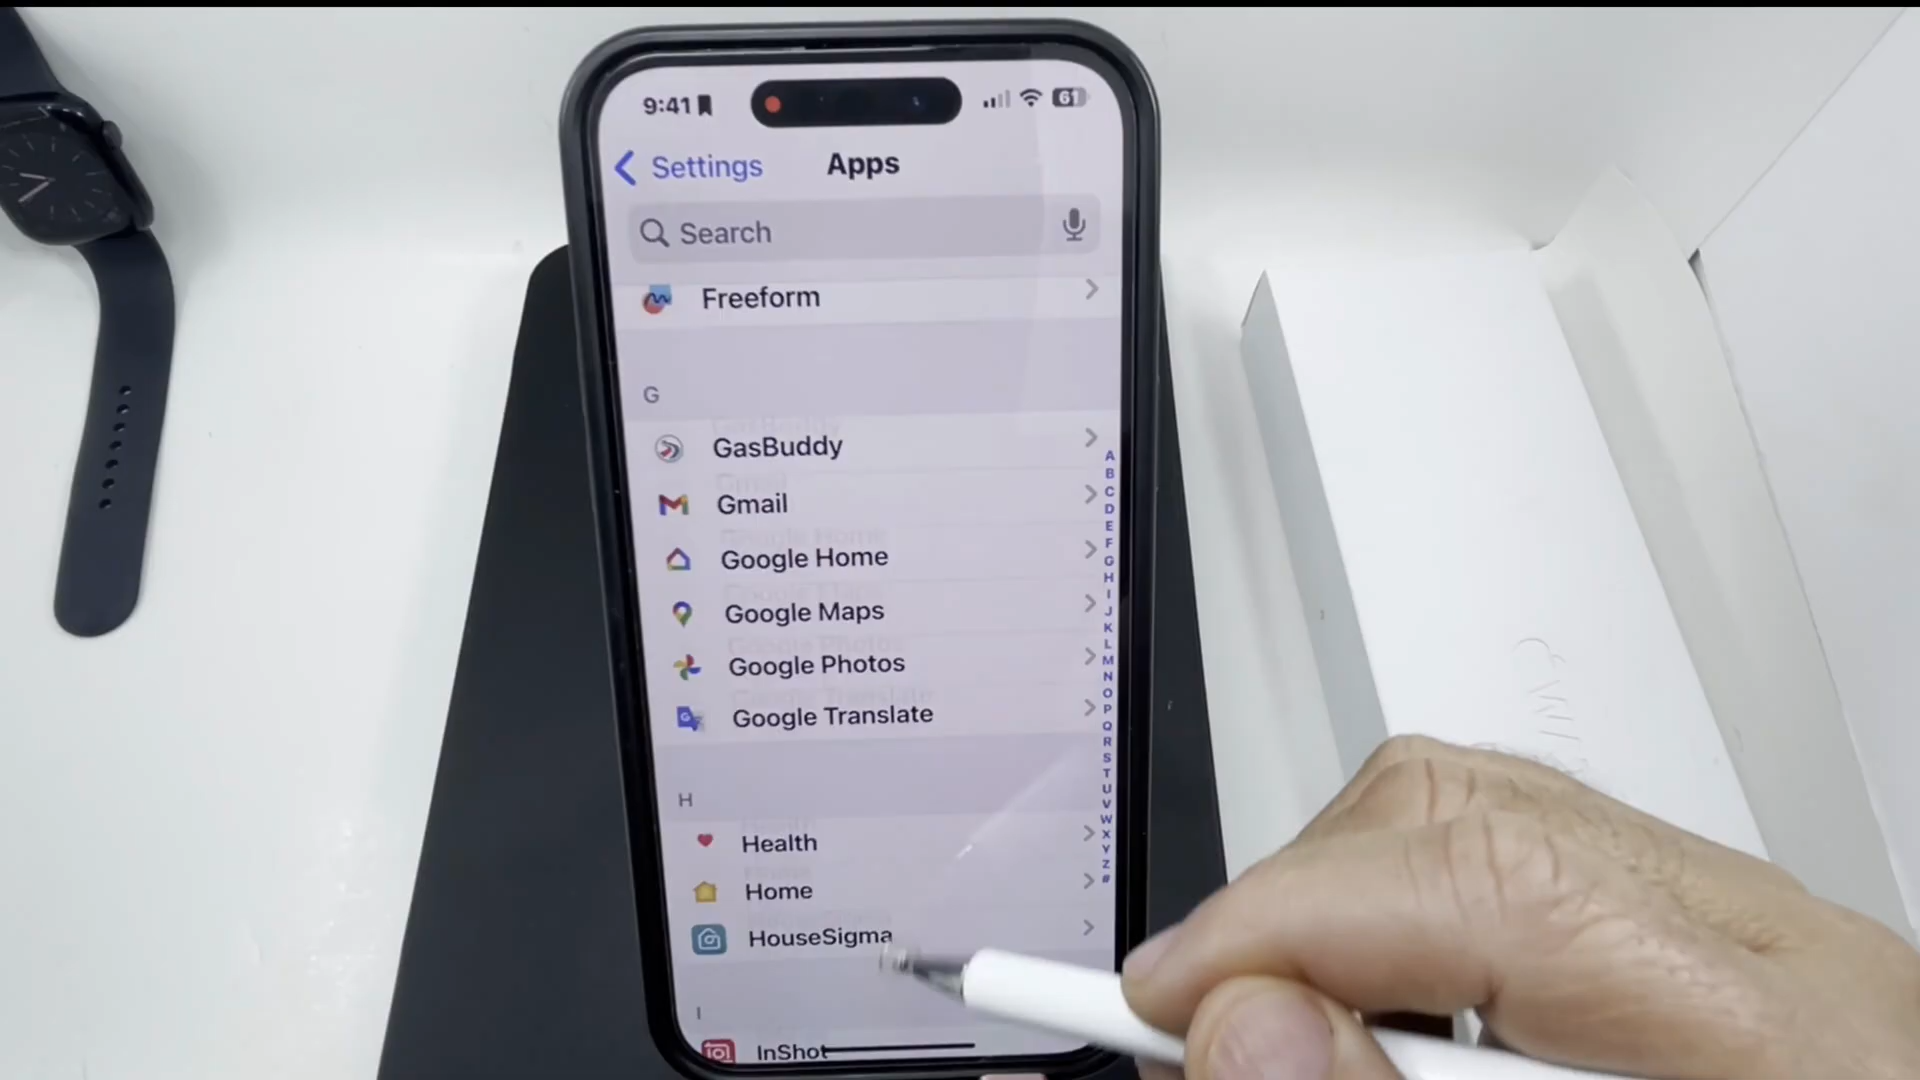 9:41 61
Settings Apps
Search
Freeform
G
GasBuddy
Gmail
Google Home
Google Maps
Google Photos
Google Translate
H
Health
Home
HouseSigma
I
InShot
A
B
C
D
E
F
G
H
I
J
K
L
M
N
O
P
Q
R
S
T
U
V
W
X
Y
Z
#